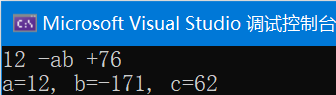 Microsoft Visual Studio 调试控制台
12 -ab +76
a=12, b=-171, c=62